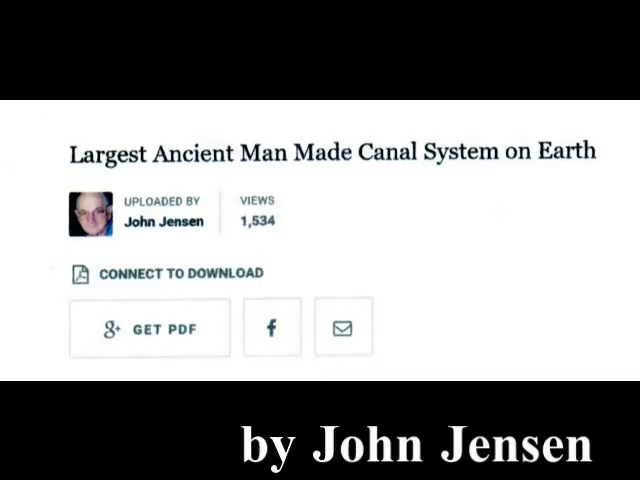 Largest Ancient Man Made Canal System on Earth
UPLOADED BY
John Jensen
VIEWS
1,534
CONNECT TO DOWNLOAD
g+ GET PDF
f
by John Jensen